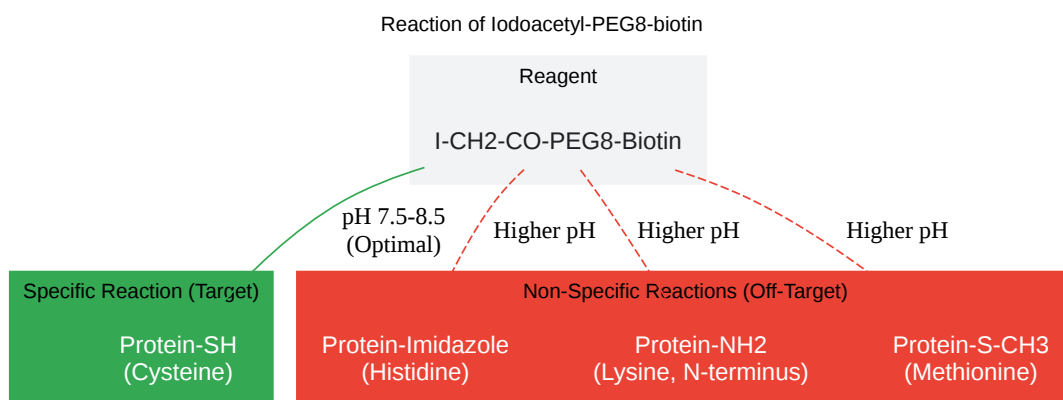 Reaction of Iodoacetyl-PEG8-biotin
Reagent
I-CH2-CO-PEG8-Biotin
pH 7.5-8.5
(Optimal)
Higher pH
Higher pH
Higher pH
Specific Reaction (Target)
Non-Specific Reactions (Off-Target)
Protein-SH
(Cysteine)
Protein-Imidazole
(Histidine)
Protein-NH2
(Lysine, N-terminus)
Protein-S-CH3
(Methionine)